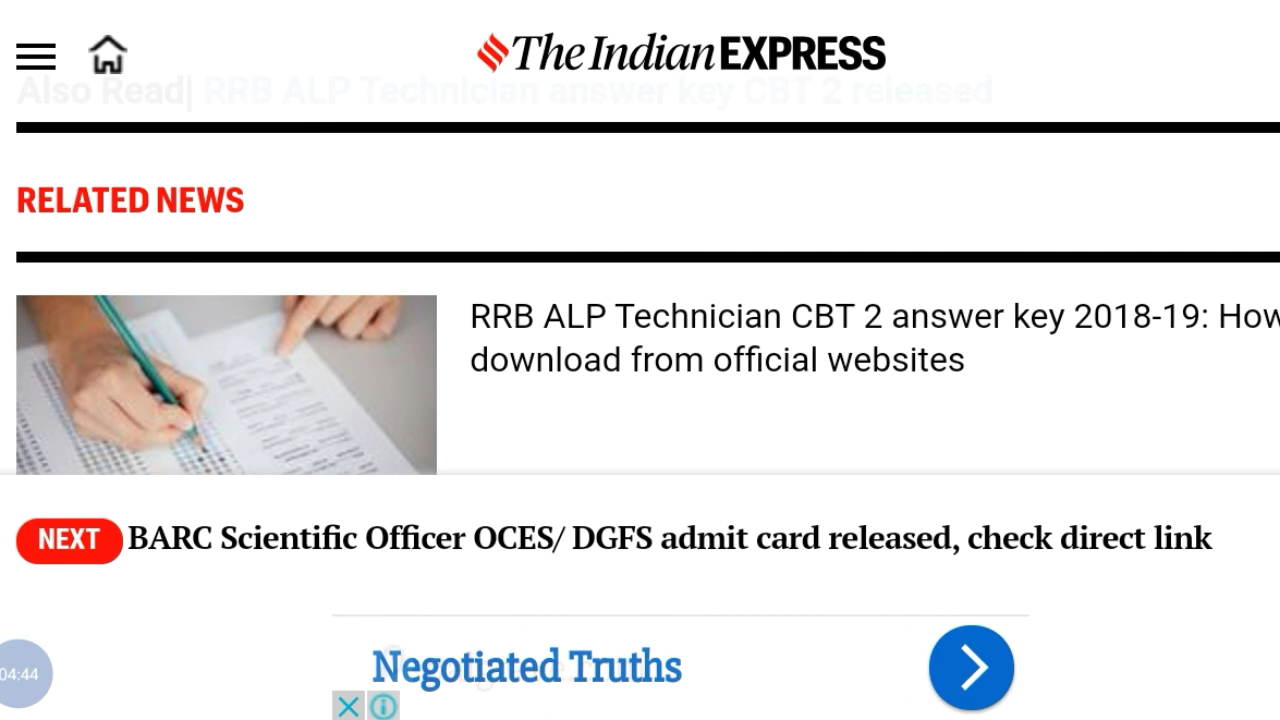 The Indian EXPRESS
Also Read| RRB ALP Technician answer key CBT 2 released
RELATED NEWS
RRB ALP Technician CBT 2 answer key 2018-19: How
download from official websites
NEXT BARC Scientific Officer OCES/ DGFS admit card released, check direct link
Negotiated Truths
04:44